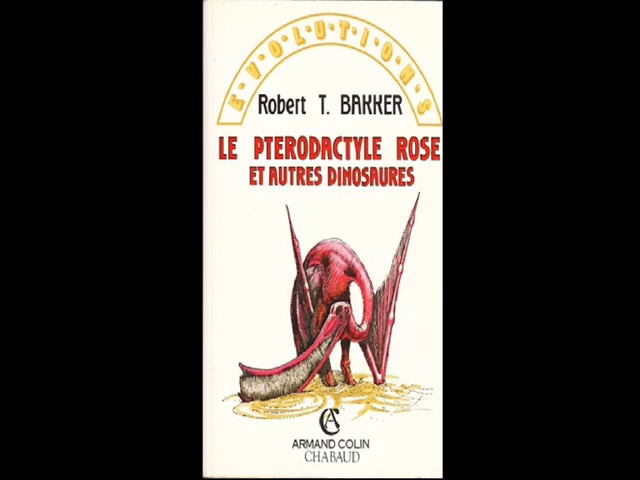 E·V·O·L·U·T·I·O·N·S
Robert T. BAKKER
LE PTERODACTYLE ROSE
ET AUTRES DINOSAURES
AC
ARMAND COLIN
CHABAUD